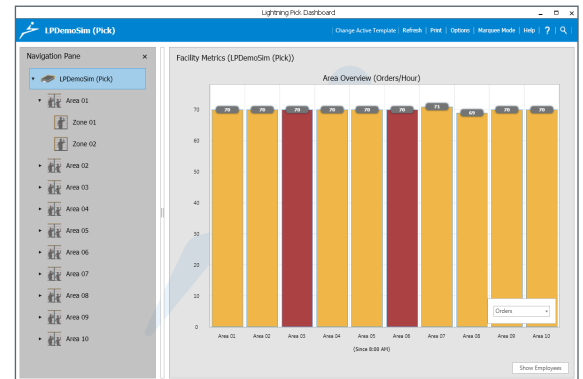 Lightning Pick Dashboard
LPDemoSim (Pick)
Change Active Template | Refresh | Print | Options | Marquee Mode | Help | ? |
Navigation Pane ×
LPDemoSim (Pick)
Area 01
Zone 01
Zone 02
Area 02
Area 03
Area 04
Area 05
Area 06
Area 07
Area 08
Area 09
Area 10
Facility Metrics (LPDemoSim (Pick))
Area Overview (Orders/Hour)
70 70 70 70 70 70 71 69 70 70
70
60
50
40
30
20
10
0
Orders
Area 01 Area 02 Area 03 Area 04 Area 05 Area 06 Area 07 Area 08 Area 09 Area 10
(Since 8:00 AM)
Show Employees